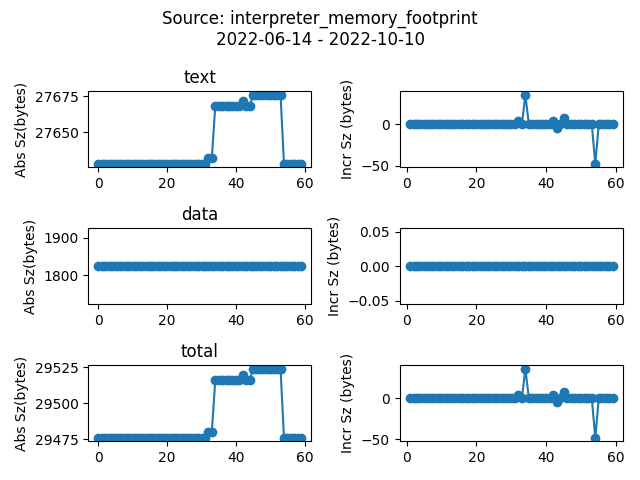 Source: interpreter_memory_footprint
2022-06-14 - 2022-10-10
text
Abs Sz(bytes)
27675
27650
0 20 40 60
Incr Sz (bytes)
0
−50
0 20 40 60
data
Abs Sz(bytes)
1900
1800
0 20 40 60
Incr Sz (bytes)
0.05
0.00
−0.05
0 20 40 60
total
Abs Sz(bytes)
29525
29500
29475
0 20 40 60
Incr Sz (bytes)
0
−50
0 20 40 60